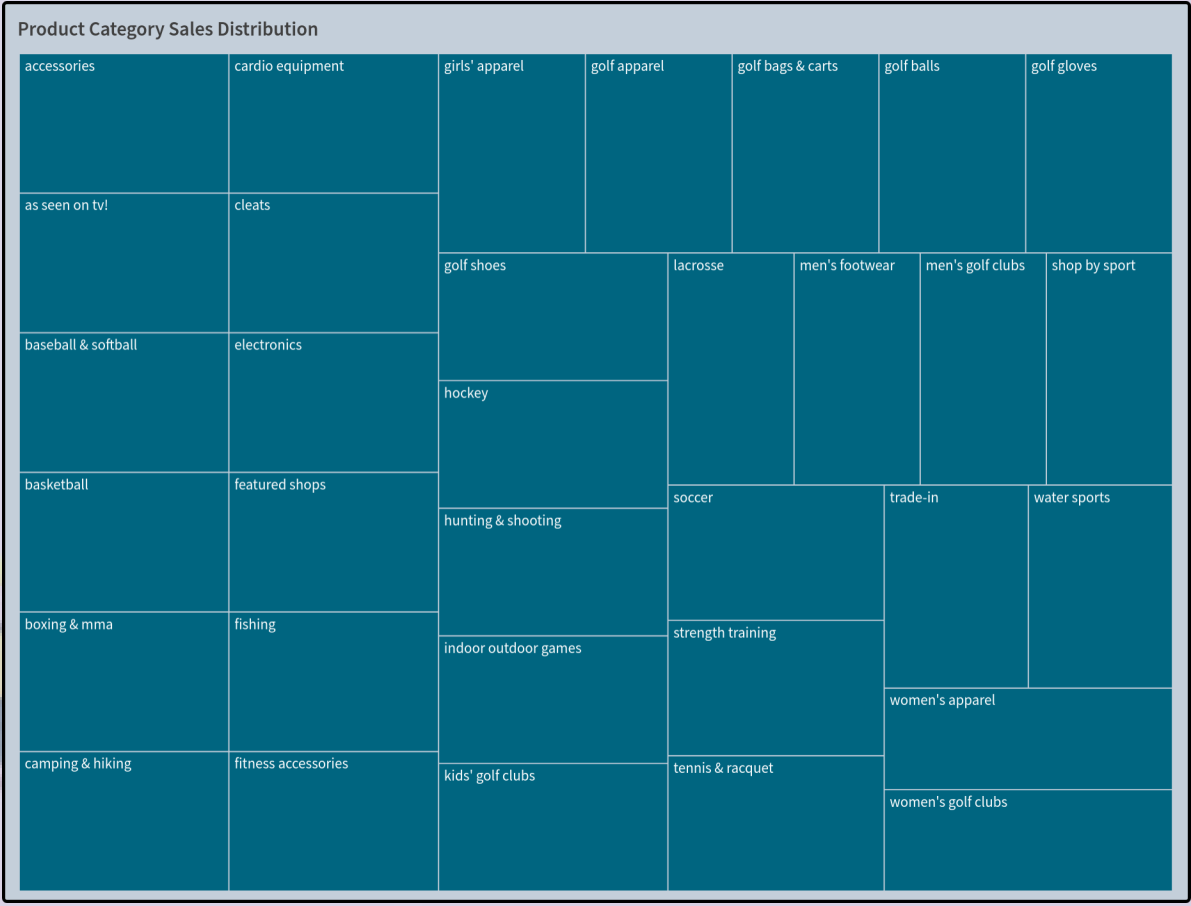 Product Category Sales Distribution
accessories
cardio equipment
girls' apparel
golf apparel
golf bags & carts
golf balls
golf gloves
as seen on tv!
cleats
golf shoes
lacrosse
men's footwear
men's golf clubs
shop by sport
baseball & softball
electronics
hockey
basketball
featured shops
soccer
trade-in
water sports
hunting & shooting
boxing & mma
fishing
strength training
indoor outdoor games
women's apparel
camping & hiking
fitness accessories
tennis & racquet
kids' golf clubs
women's golf clubs